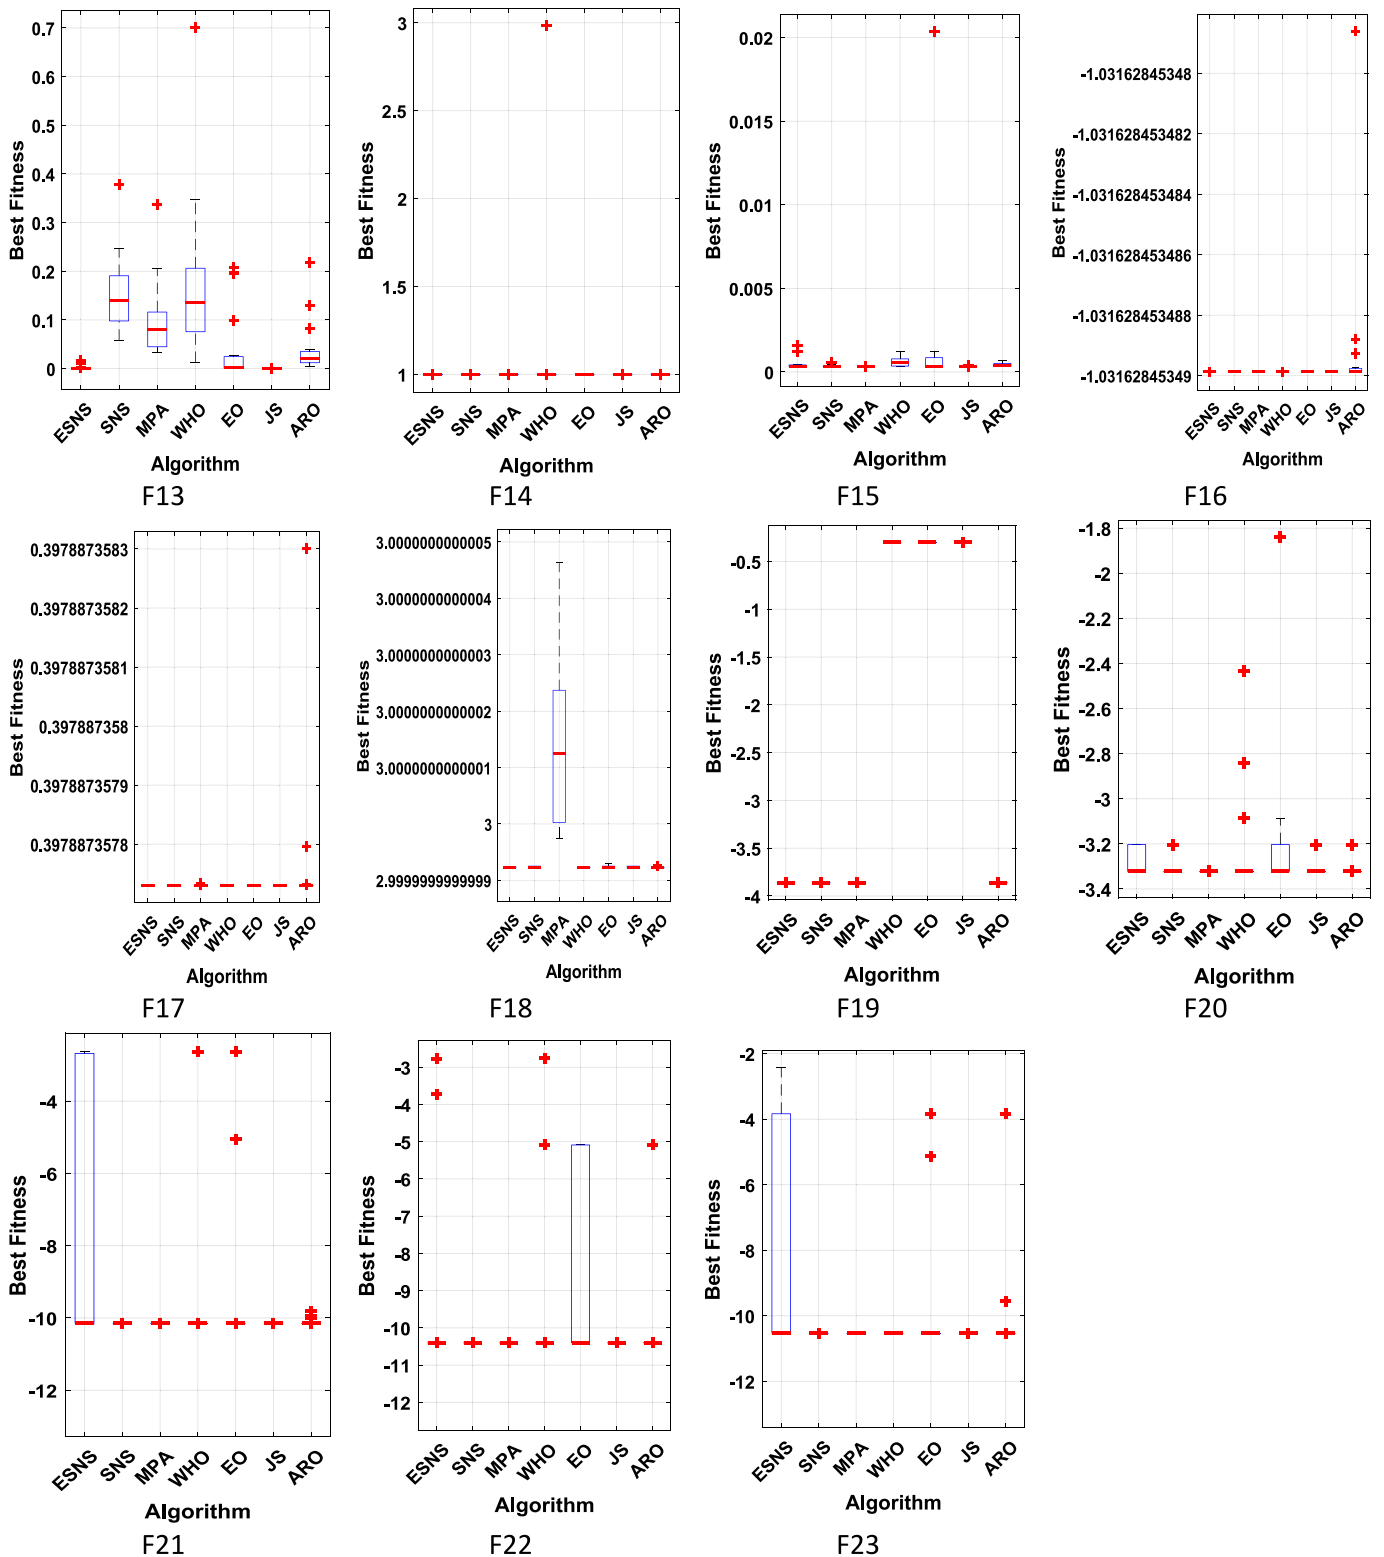 0.7
0.6
0.5
0.4
0.3
0.2
0.1
0
Best Fitness
ESNS SNS MPA WHO EO JS ARO
Algorithm
F13
3
2.5
2
1.5
1
Best Fitness
ESNS SNS MPA WHO EO JS ARO
Algorithm
F14
0.02
0.015
0.01
0.005
0
Best Fitness
ESNS SNS MPA WHO EO JS ARO
Algorithm
F15
-1.03162845348
-1.031628453482
-1.031628453484
-1.031628453486
-1.031628453488
-1.03162845349
Best Fitness
ESNS SNS MPA WHO EO JS ARO
Algorithm
F16
0.3978873583
0.3978873582
0.3978873581
0.397887358
0.3978873579
0.3978873578
Best Fitness
ESNS SNS MPA WHO EO JS ARO
Algorithm
F17
3.0000000000005
3.0000000000004
3.0000000000003
3.0000000000002
3.0000000000001
3
2.9999999999999
Best Fitness
ESNS SNS MPA WHO EO JS ARO
Algorithm
F18
-0.5
-1
-1.5
-2
-2.5
-3
-3.5
-4
Best Fitness
ESNS SNS MPA WHO EO JS ARO
Algorithm
F19
-1.8
-2
-2.2
-2.4
-2.6
-2.8
-3
-3.2
-3.4
Best Fitness
ESNS SNS MPA WHO EO JS ARO
Algorithm
F20
-4
-6
-8
-10
-12
Best Fitness
ESNS SNS MPA WHO EO JS ARO
Algorithm
F21
-3
-4
-5
-6
-7
-8
-9
-10
-11
-12
Best Fitness
ESNS SNS MPA WHO EO JS ARO
Algorithm
F22
-2
-4
-6
-8
-10
-12
Best Fitness
ESNS SNS MPA WHO EO JS ARO
Algorithm
F23